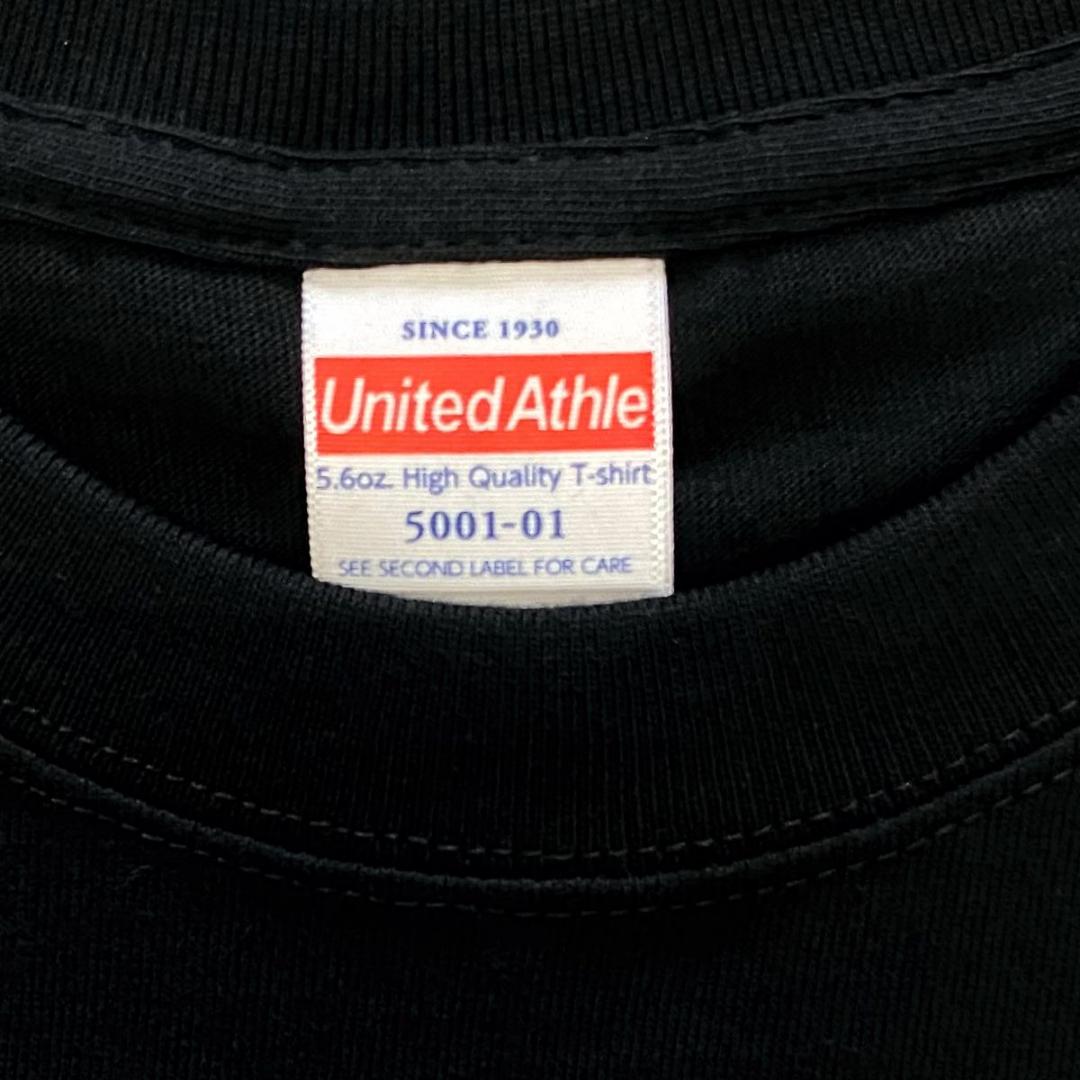 SINCE 1930
United Athle
5.6oz. High Quality T-shirt
5001-01
SEE SECOND LABEL FOR CARE